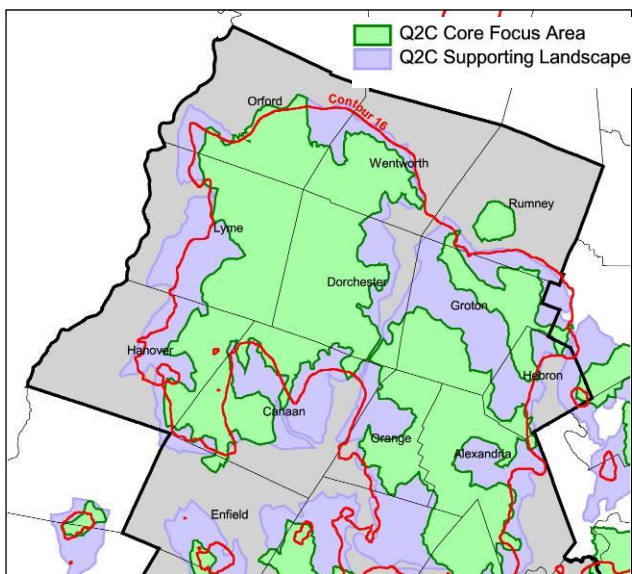 Q2C Core Focus Area
Q2C Supporting Landscape
Orford
Contour 16
Wentworth
Rumney
Lyme
Dorchester
Groton
Hanover
Hebron
Canaan
Orange
Alexandria
Enfield